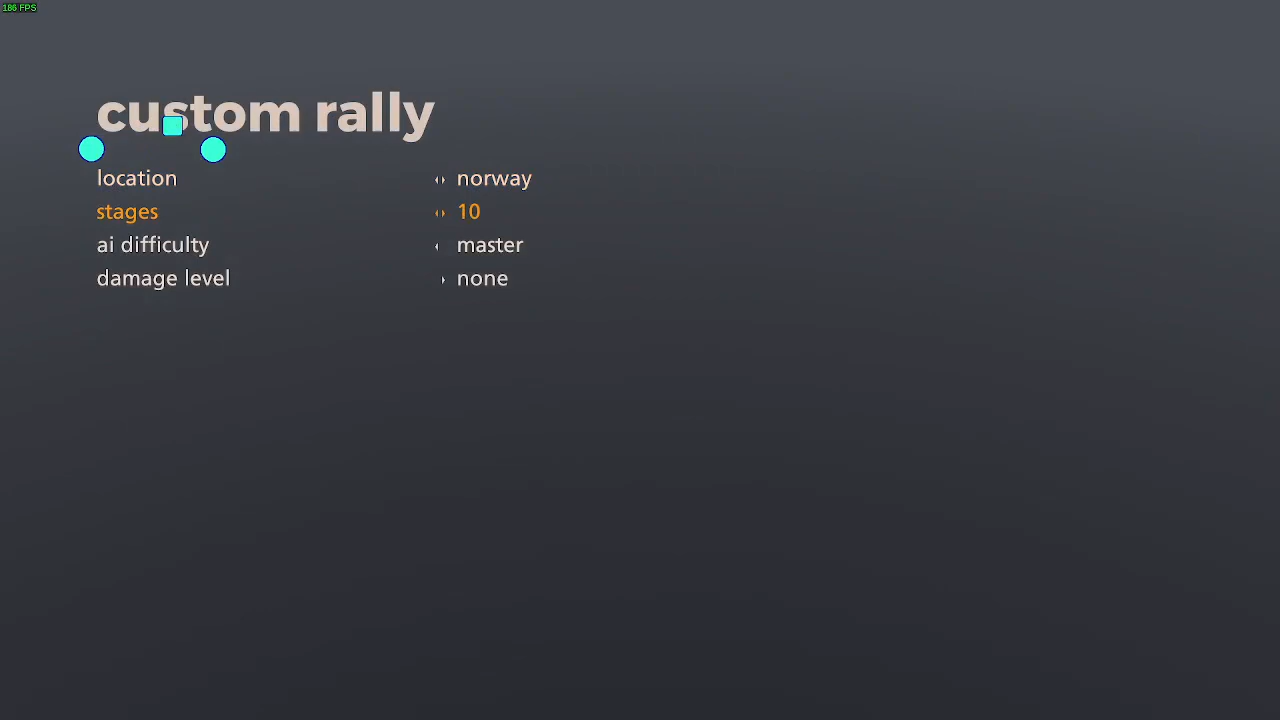 186 FPS
custom rally
location norway
stages 10
ai difficulty master
damage level none